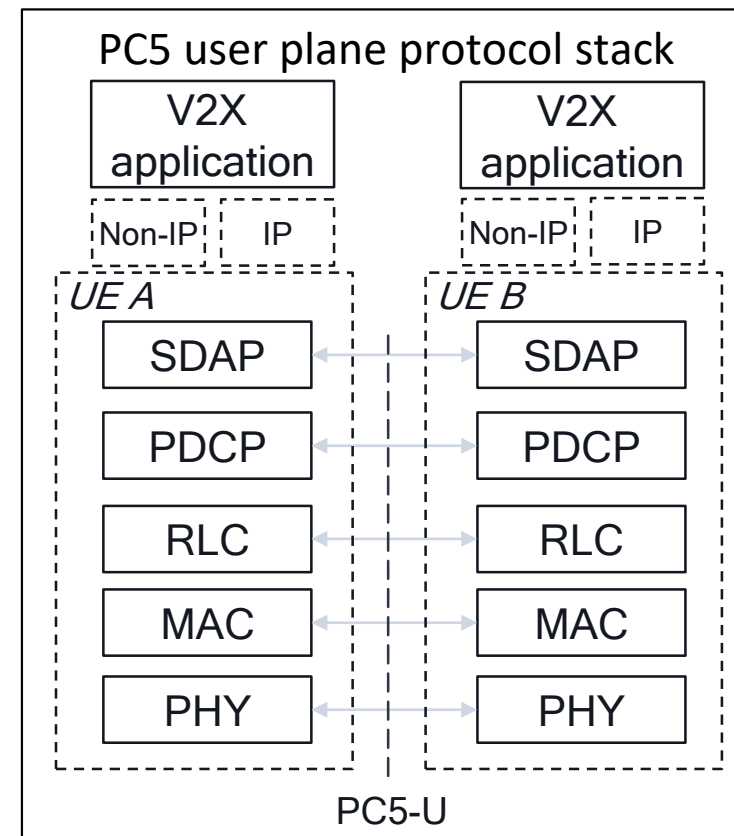 PC5 user plane protocol stack
V2X application
V2X application
Non-IP IP
Non-IP IP
UE A
UE B
SDAP
SDAP
PDCP
PDCP
RLC
RLC
MAC
MAC
PHY
PHY
PC5-U